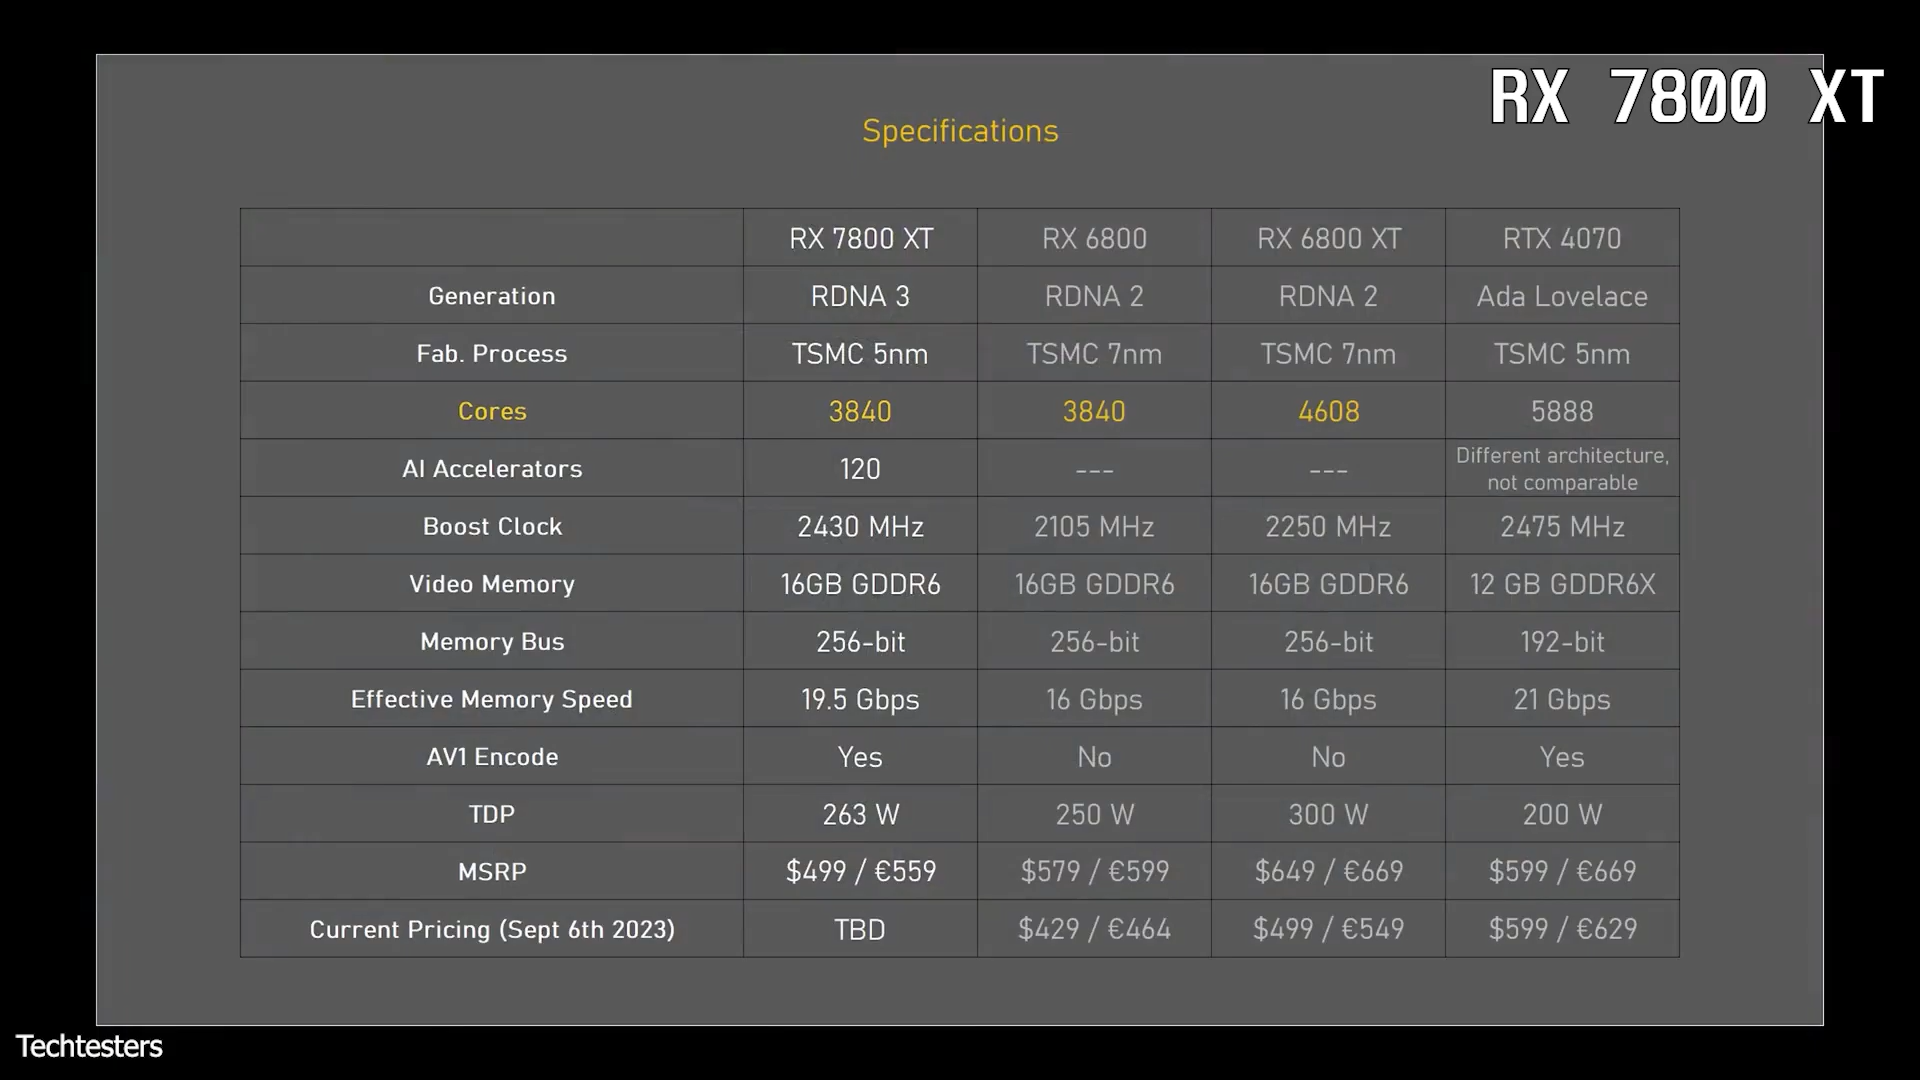 RX 7800 XT
Specifications
RX 7800 XT RX 6800 RX 6800 XT RTX 4070
Generation RDNA 3 RDNA 2 RDNA 2 Ada Lovelace
Fab. Process TSMC 5nm TSMC 7nm TSMC 7nm TSMC 5nm
Cores 3840 3840 4608 5888
AI Accelerators 120 --- --- Different architecture,
not comparable
Boost Clock 2430 MHz 2105 MHz 2250 MHz 2475 MHz
Video Memory 16GB GDDR6 16GB GDDR6 16GB GDDR6 12 GB GDDR6X
Memory Bus 256-bit 256-bit 256-bit 192-bit
Effective Memory Speed 19.5 Gbps 16 Gbps 16 Gbps 21 Gbps
AV1 Encode Yes No No Yes
TDP 263 W 250 W 300 W 200 W
MSRP $499 / €559 $579 / €599 $649 / €669 $599 / €669
Current Pricing (Sept 6th 2023) TBD $429 / €464 $499 / €549 $599 / €629
Techtesters